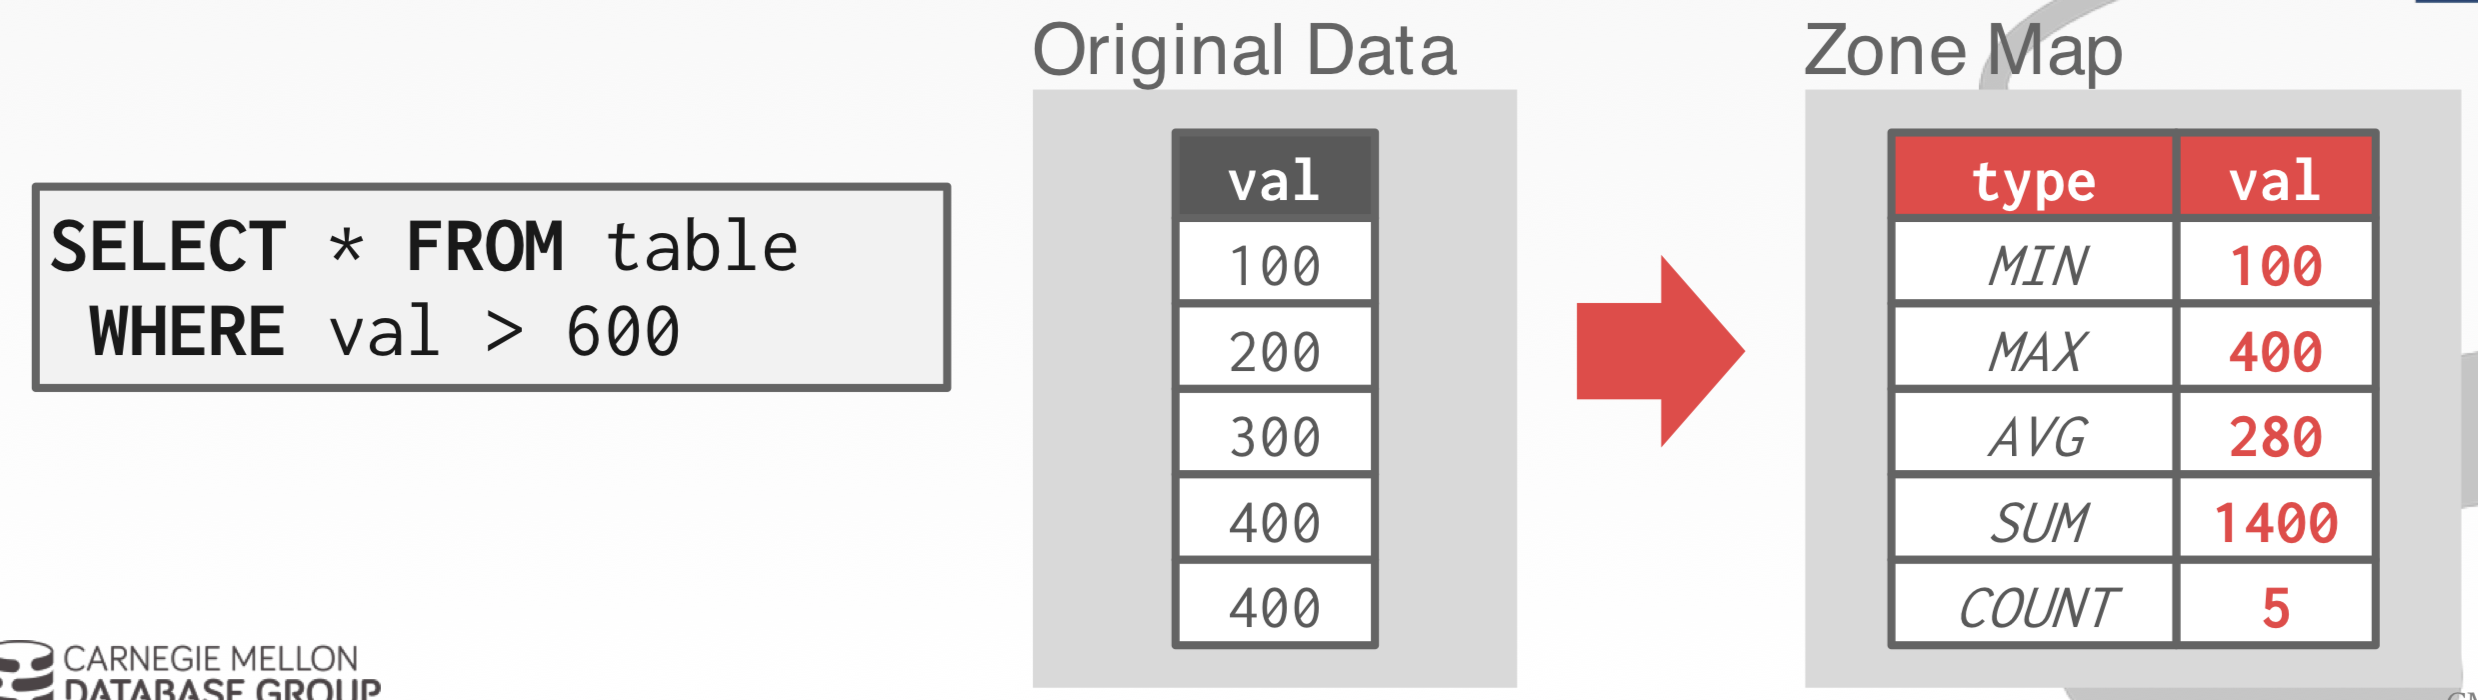 Original Data
Zone Map
SELECT * FROM table
WHERE val > 600
val
100
200
300
400
400
type val
MIN 100
MAX 400
AVG 280
SUM 1400
COUNT 5
CARNEGIE MELLON
DATABASE GROUP